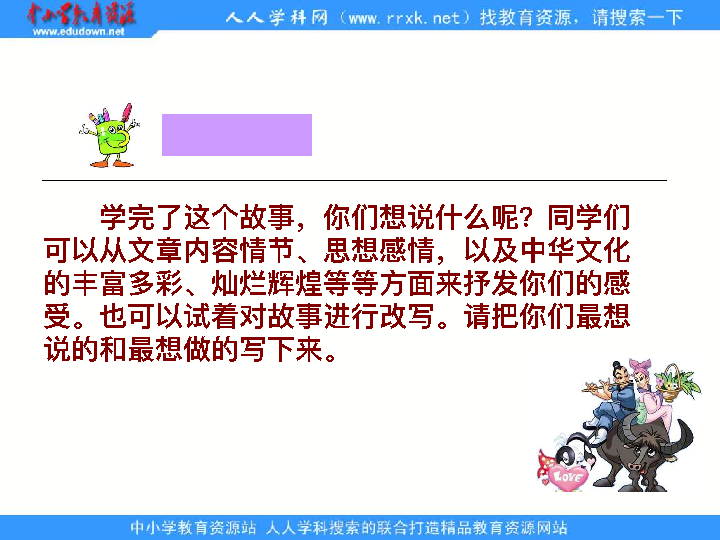 中小学教育资源
www.edudown.net
人人学科网（www.rrxk.net）找教育资源，请搜索一下
学完了这个故事，你们想说什么呢？同学们
可以从文章内容情节、思想感情，以及中华文化
的丰富多彩、灿烂辉煌等等方面来抒发你们的感
受。也可以试着对故事进行改写。请把你们最想
说的和最想做的写下来。
LOVE
中小学教育资源站 人人学科搜索的联合打造精品教育资源网站